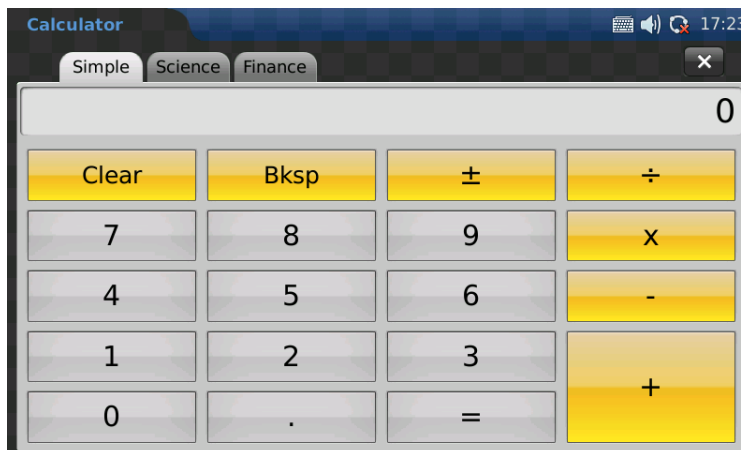 Calculator 17:23
Simple Science Finance
0
Clear Bksp ± ÷
7 8 9 x
4 5 6 -
1 2 3
+
0 . =